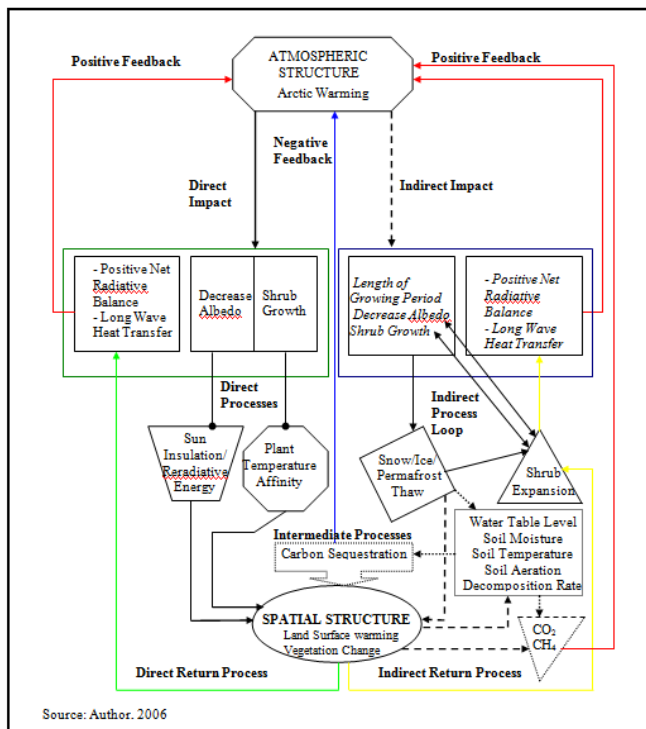 ATMOSPHERIC
STRUCTURE
Arctic Warming
Positive Feedback
Positive Feedback
Negative
Feedback
Direct
Impact
Indirect Impact
- Positive Net
Radiative
Balance
- Long Wave
Heat Transfer
Decrease
Albedo
Shrub
Growth
Length of
Growing Period
Decrease Albedo
Shrub Growth
- Positive Net
Radiative
Balance
- Long Wave
Heat Transfer
Direct
Processes
Indirect
Process
Loop
Sun
Insulation/
Reradiative
Energy
Plant
Temperature
Affinity
Snow/Ice/
Permafrost
Thaw
Shrub
Expansion
Intermediate Processes
Carbon Sequestration
Water Table Level
Soil Moisture
Soil Temperature
Soil Aeration
Decomposition Rate
SPATIAL STRUCTURE
Land Surface warming
Vegetation Change
CO₂
CH₄
Direct Return Process
Indirect Return Process
Source: Author. 2006